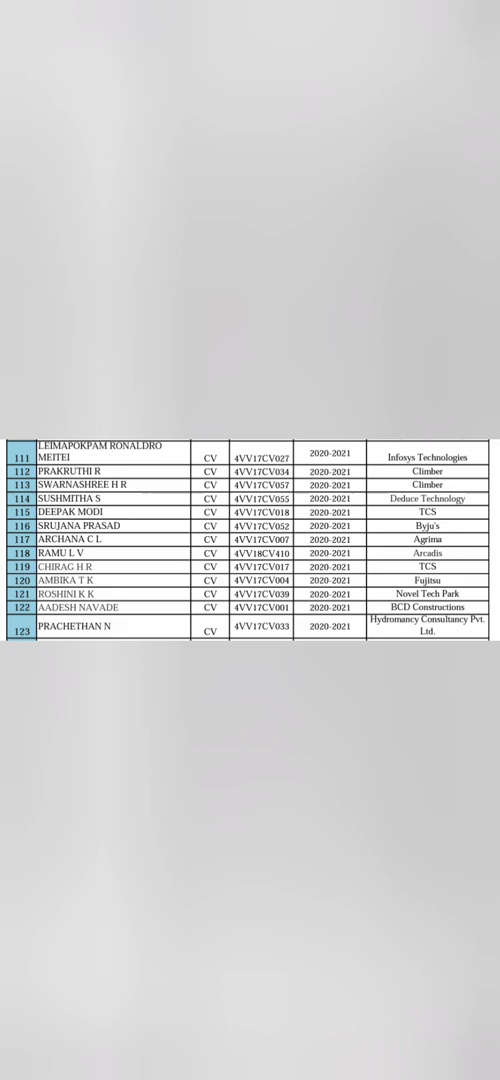 LEIMAPOKPAM RONALDRO
111 MEITEI CV 4VV17CV027 2020-2021 Infosys Technologies
112 PRAKRUTHI R CV 4VV17CV034 2020-2021 Climber
113 SWARNASHREE H R CV 4VV17CV057 2020-2021 Climber
114 SUSHMITHA S CV 4VV17CV055 2020-2021 Deduce Technology
115 DEEPAK MODI CV 4VV17CV018 2020-2021 TCS
116 SRUJANA PRASAD CV 4VV17CV052 2020-2021 Byju's
117 ARCHANA C L CV 4VV17CV007 2020-2021 Agrima
118 RAMU L V CV 4VV18CV410 2020-2021 Arcadis
119 CHIRAG H R CV 4VV17CV017 2020-2021 TCS
120 AMBIKA T K CV 4VV17CV004 2020-2021 Fujitsu
121 ROSHINI K K CV 4VV17CV039 2020-2021 Novel Tech Park
122 AADESH NAVADE CV 4VV17CV001 2020-2021 BCD Constructions
123 PRACHETHAN N CV 4VV17CV033 2020-2021 Hydromancy Consultancy Pvt.
Ltd.